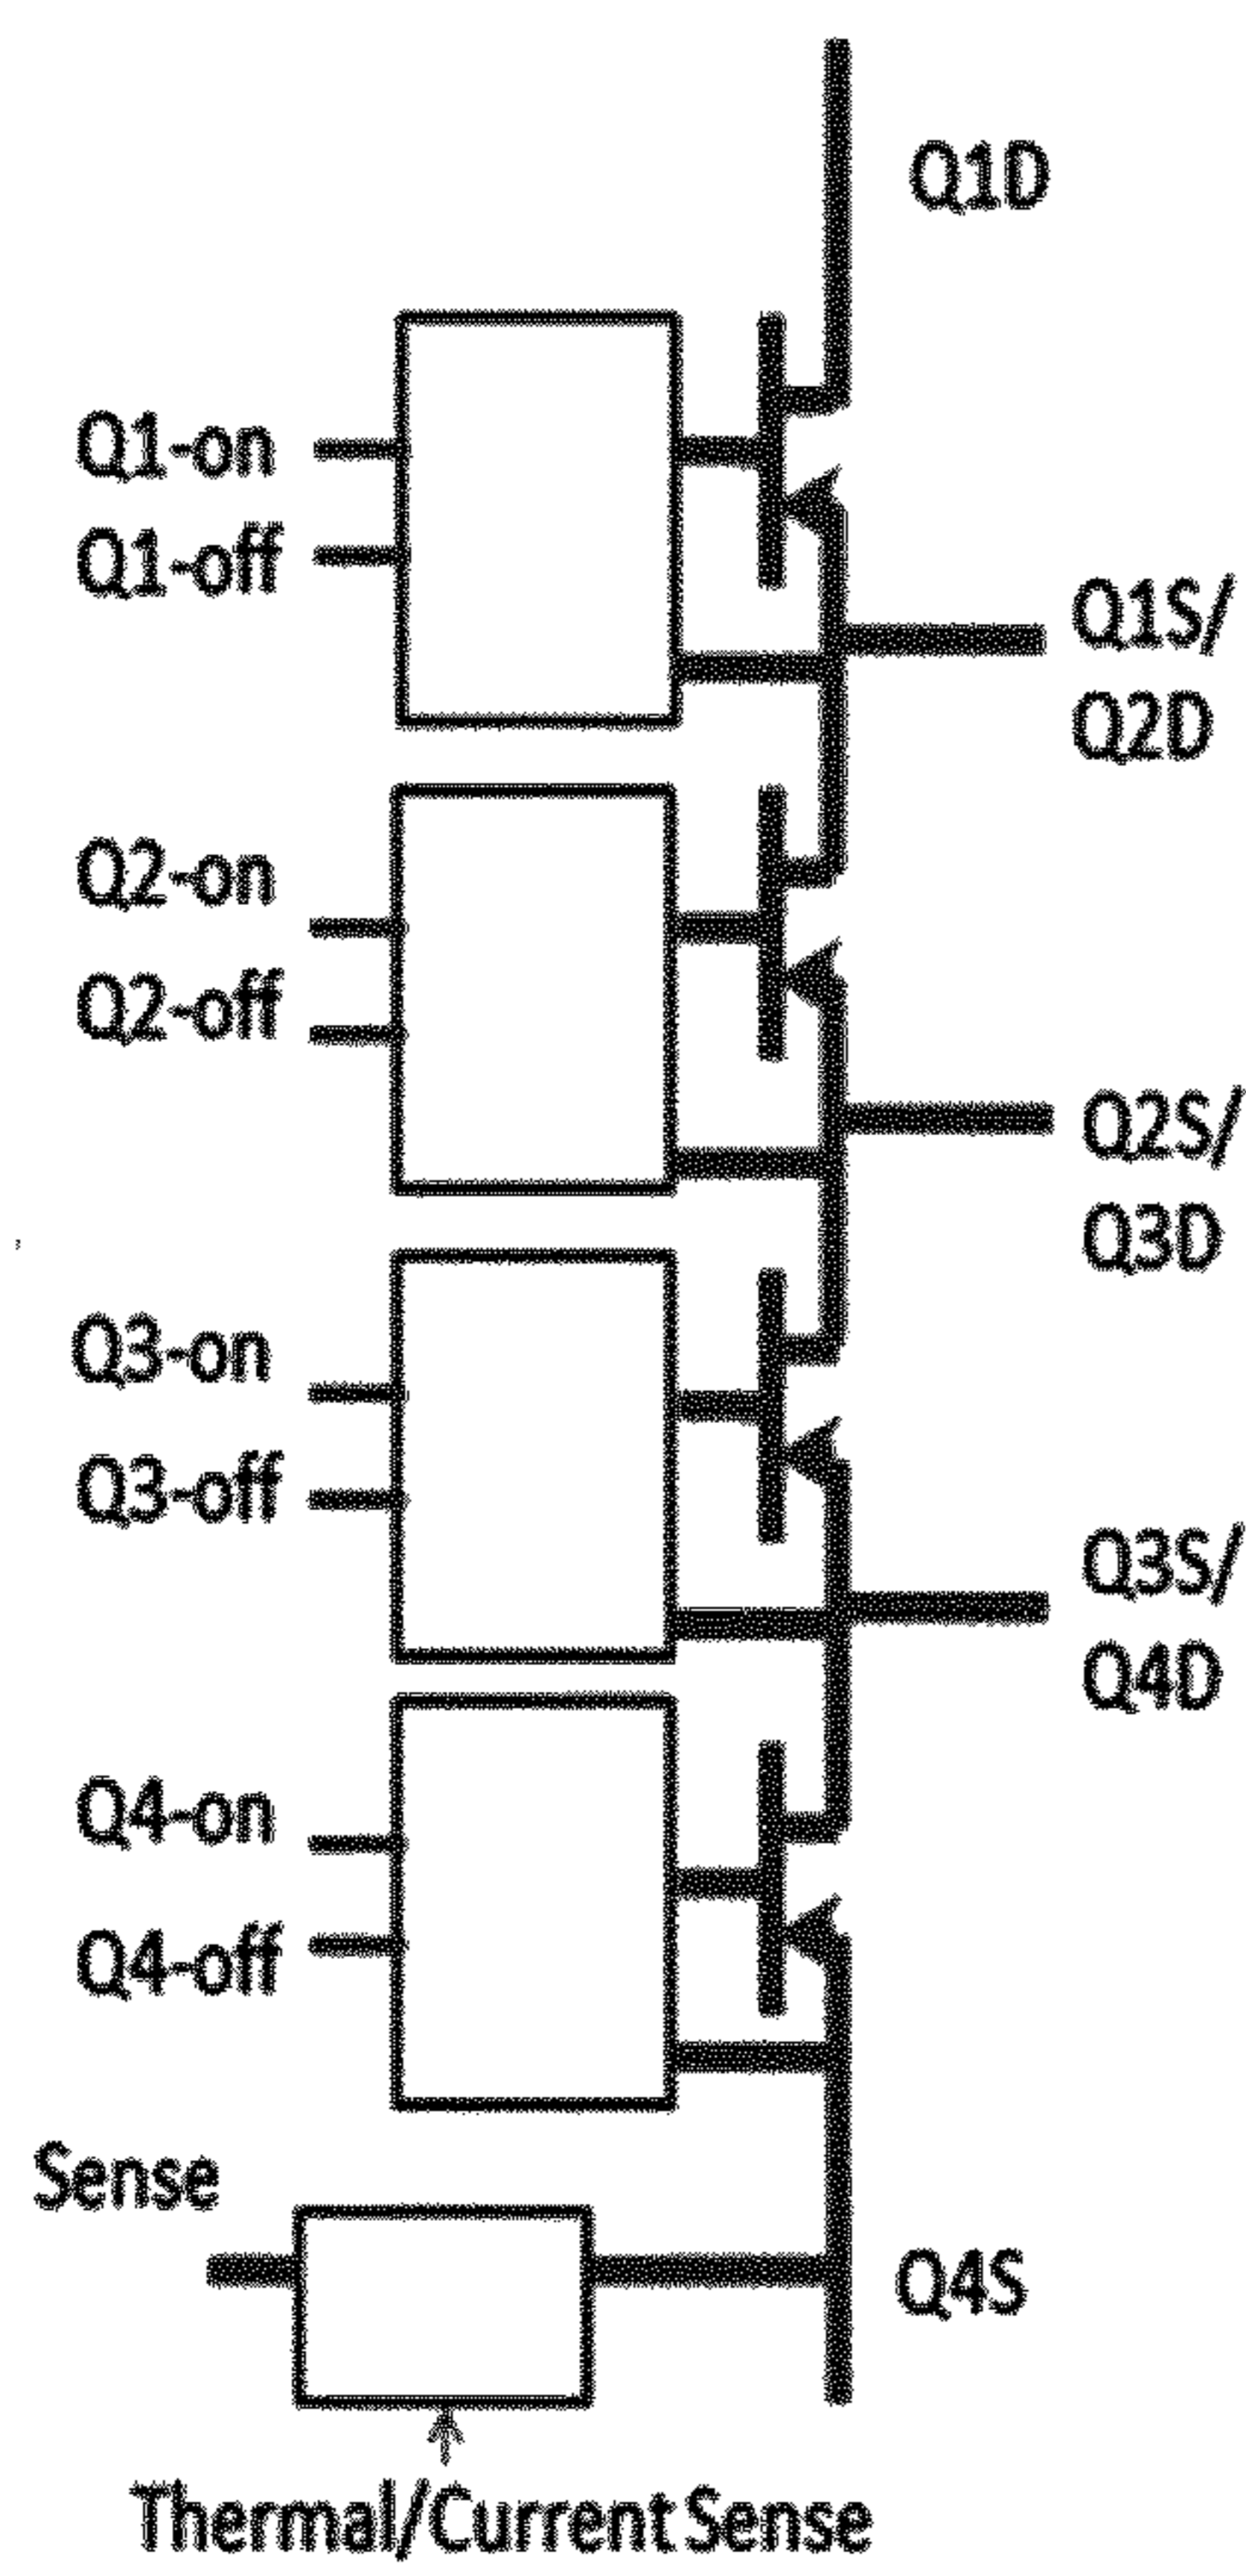 Q1D
Q1-on
Q1-off
Q1S/
Q2D
Q2-on
Q2-off
Q2S/
Q3D
Q3-on
Q3-off
Q3S/
Q4D
Q4-on
Q4-off
Sense
Q4S
Thermal/Current Sense